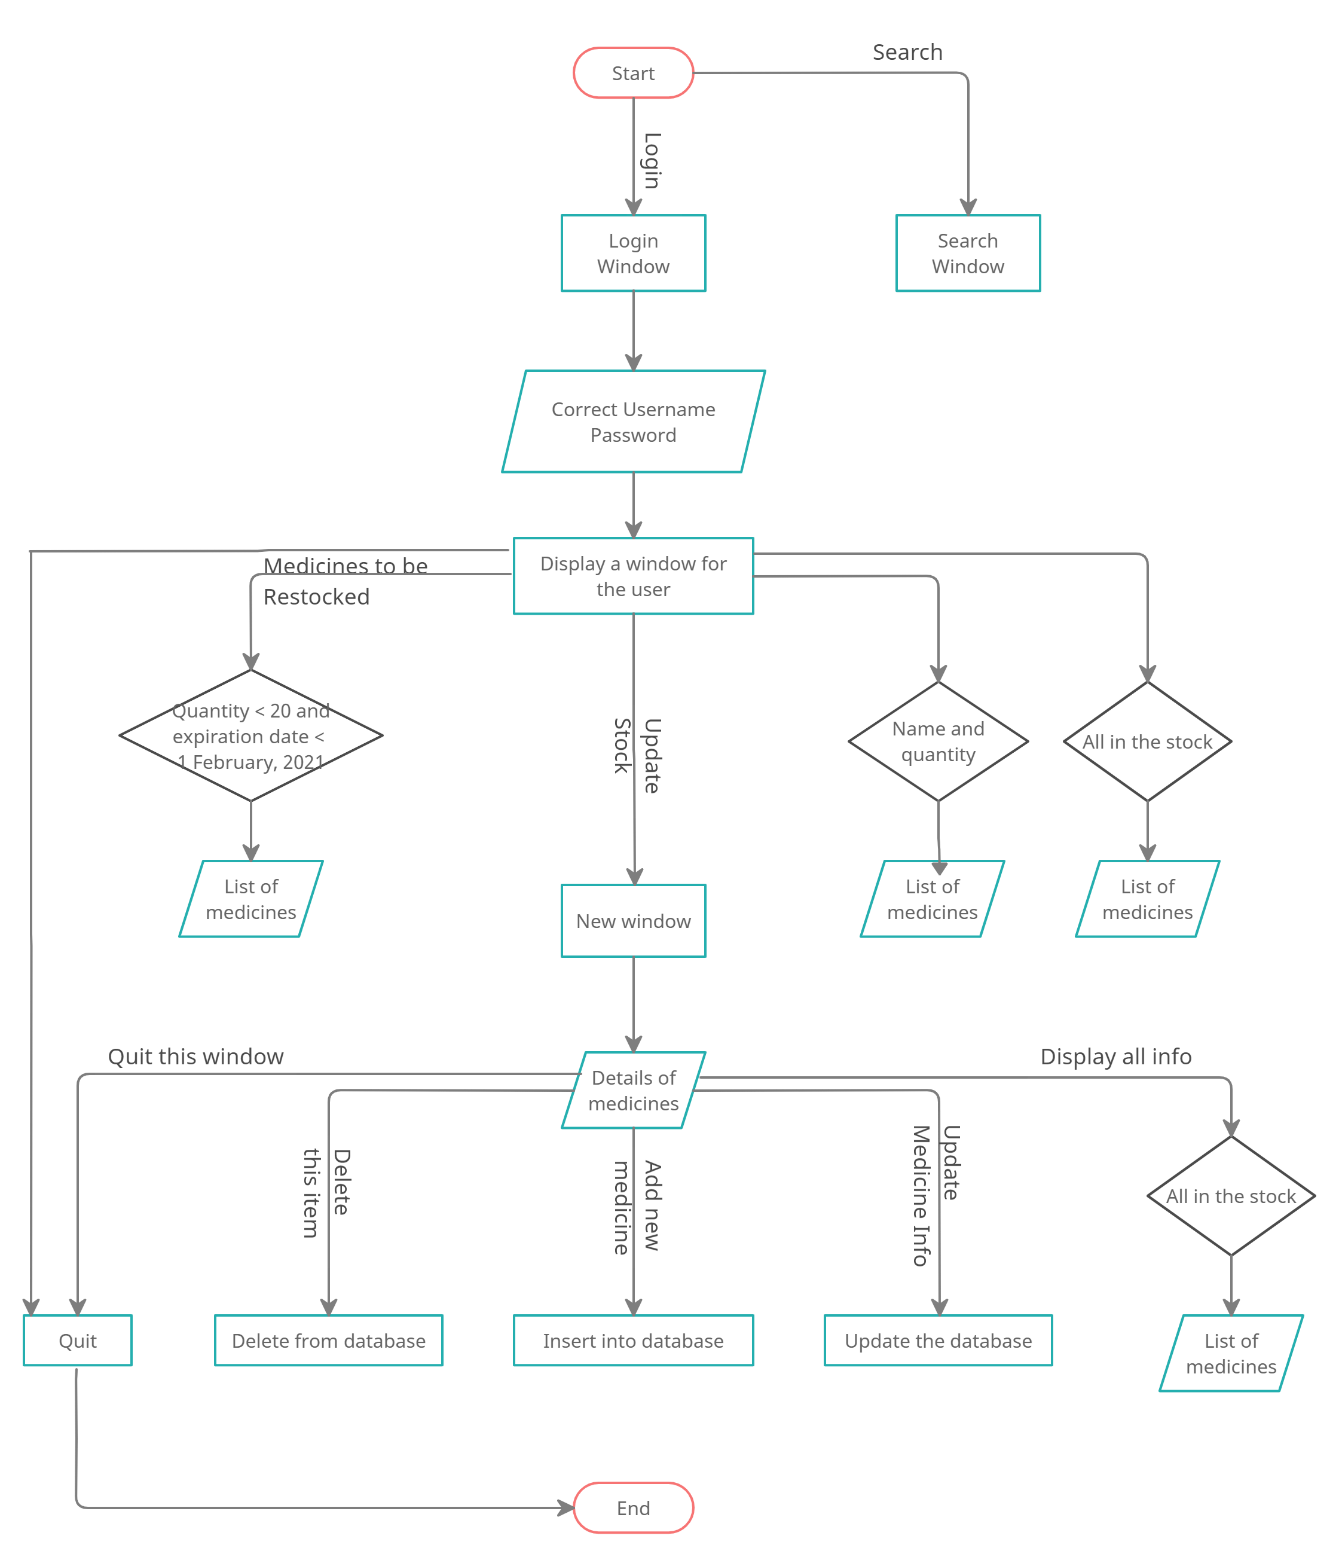 Search
Start
Login
Login
Window
Search
Window
Correct Username
Password
Display a window for
the user
Medicines to be
Restocked
Quantity < 20 and
expiration date <
1 February, 2021
Update
Stock
Name and
quantity
All in the stock
List of
medicines
New window
List of
medicines
List of
medicines
Quit this window
Details of
medicines
Display all info
Delete
this item
Add new
medicine
Update
Medicine Info
All in the stock
Quit
Delete from database
Insert into database
Update the database
List of
medicines
End